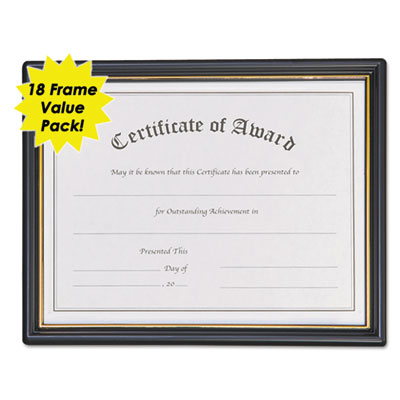 18 Frame
Value
Pack!
Certificate of Award
May it be known that this Certificate has been presented to
for Outstanding Achievement in
Presented This
Day of
, 20